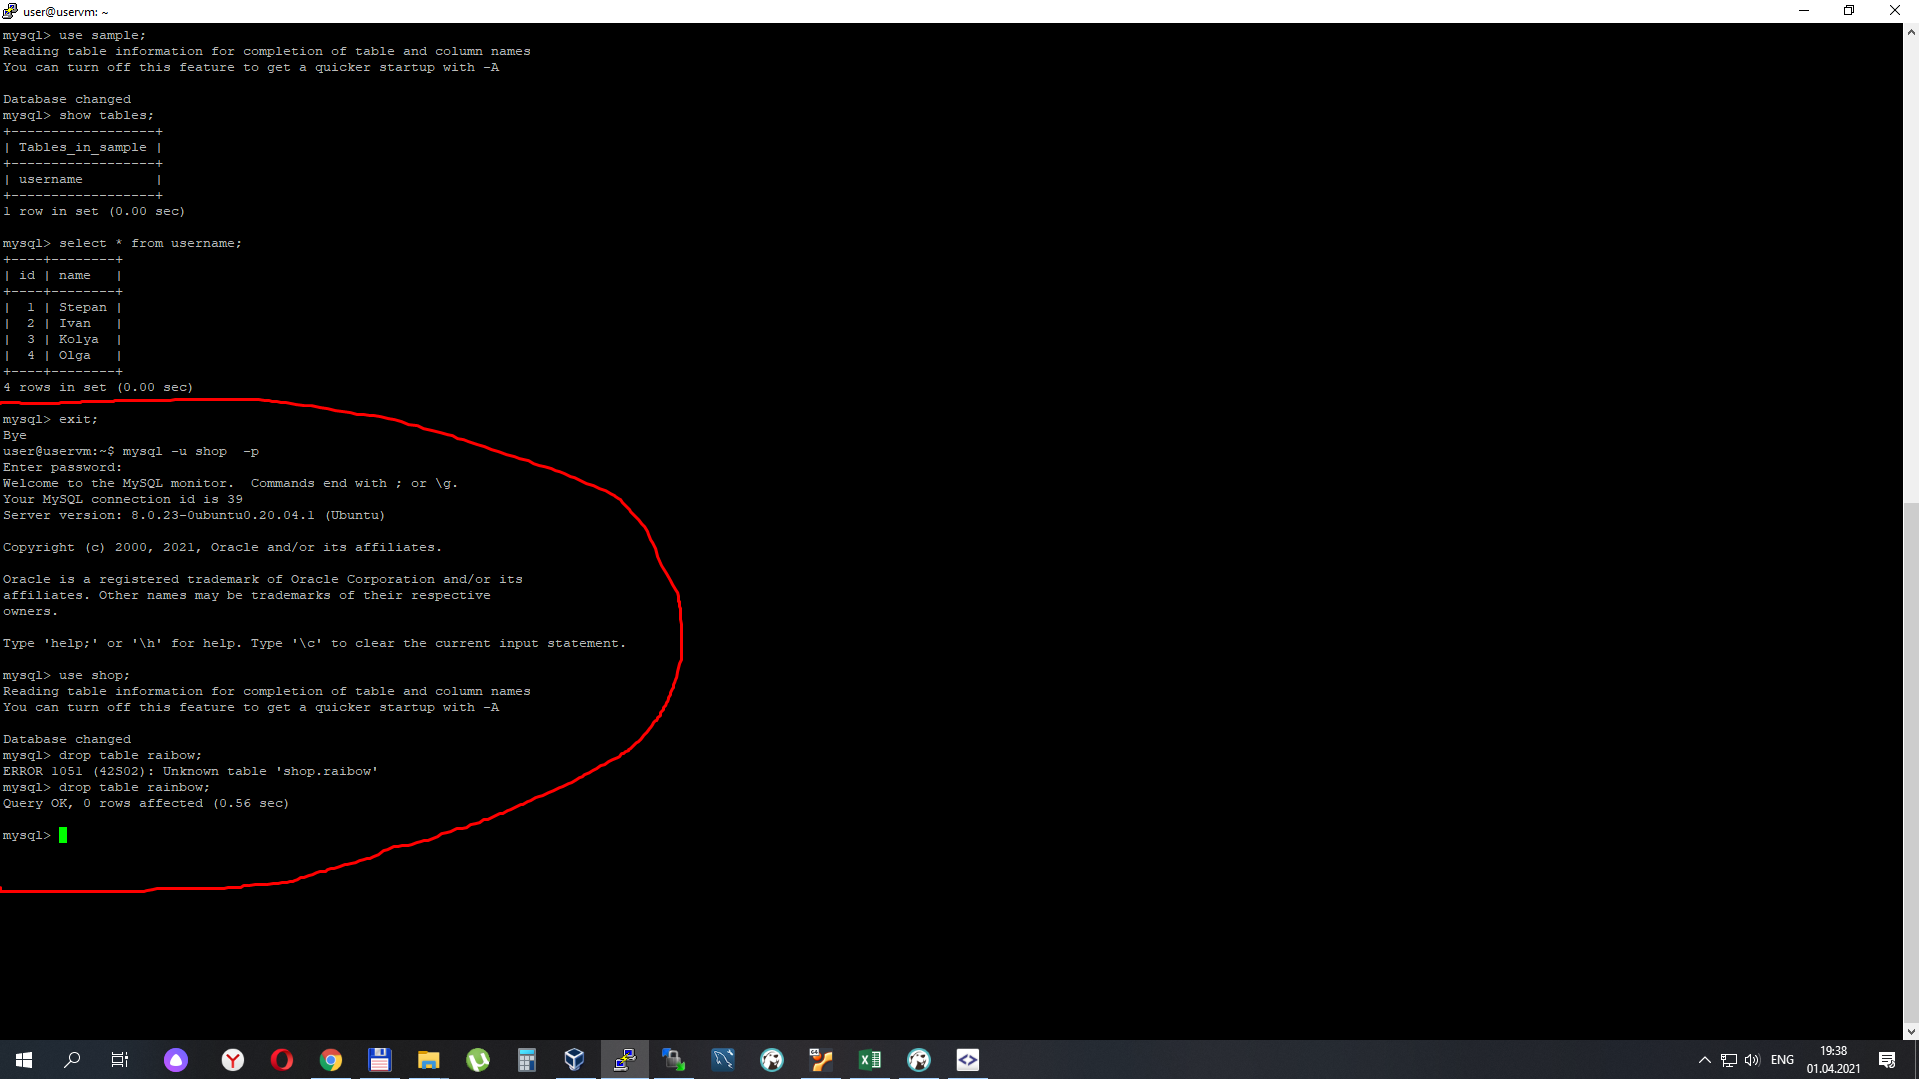 user@uservm: ~
mysql> use sample;
Reading table information for completion of table and column names
You can turn off this feature to get a quicker startup with -A
Database changed
mysql> show tables;
+------------------+
| Tables_in_sample |
+------------------+
| username         |
+------------------+
1 row in set (0.00 sec)
mysql> select * from username;
+----+--------+
| id | name   |
+----+--------+
|  1 | Stepan |
|  2 | Ivan   |
|  3 | Kolya  |
|  4 | Olga   |
+----+--------+
4 rows in set (0.00 sec)
mysql> exit;
Bye
user@uservm:~$ mysql -u shop  -p
Enter password:
Welcome to the MySQL monitor.  Commands end with ; or \g.
Your MySQL connection id is 39
Server version: 8.0.23-0ubuntu0.20.04.1 (Ubuntu)
Copyright (c) 2000, 2021, Oracle and/or its affiliates.
Oracle is a registered trademark of Oracle Corporation and/or its
affiliates. Other names may be trademarks of their respective
owners.
Type 'help;' or '\h' for help. Type '\c' to clear the current input statement.
mysql> use shop;
Reading table information for completion of table and column names
You can turn off this feature to get a quicker startup with -A
Database changed
mysql> drop table raibow;
ERROR 1051 (42S02): Unknown table 'shop.raibow'
mysql> drop table rainbow;
Query OK, 0 rows affected (0.56 sec)
mysql>
ENG
19:38
01.04.2021